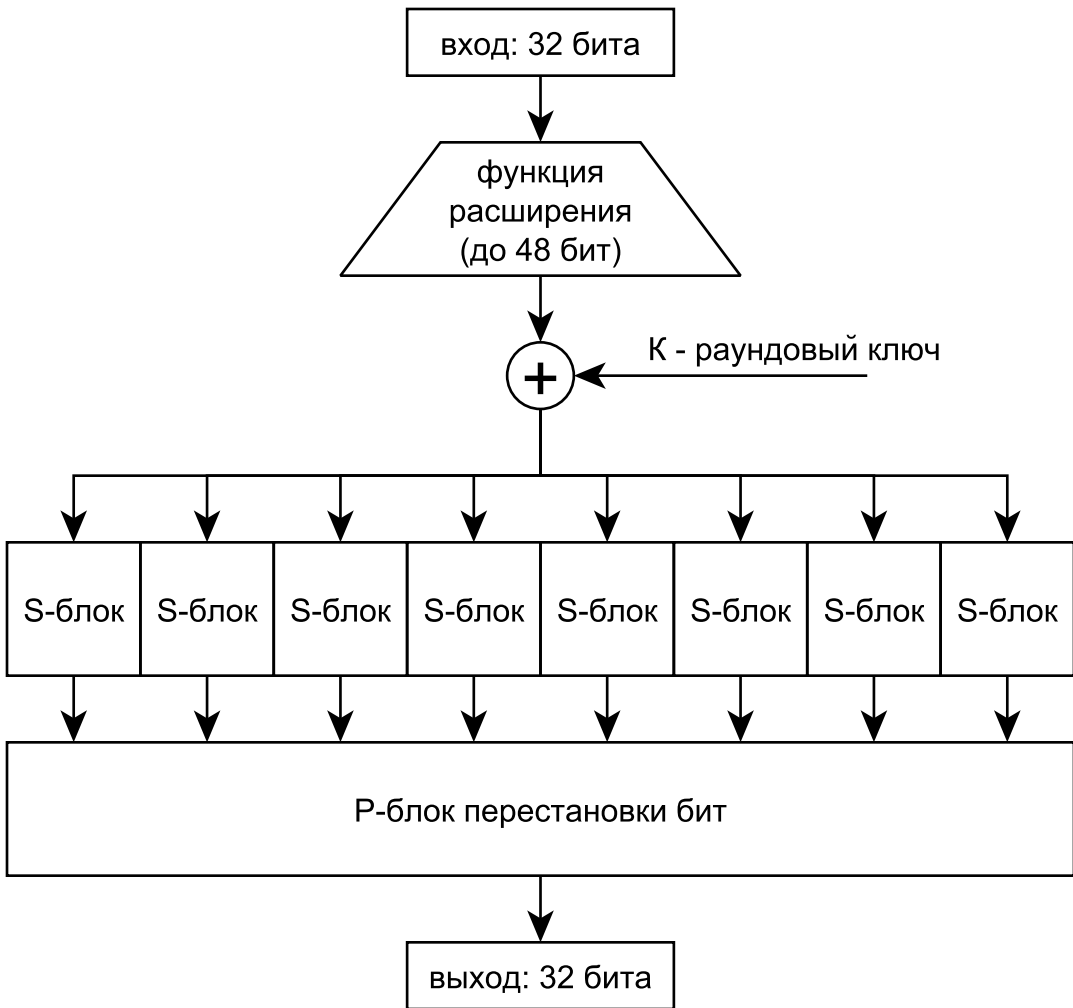 вход: 32 бита
функция
расширения
(до 48 бит)
+
К - раундовый ключ
S-блок S-блок S-блок S-блок S-блок S-блок S-блок S-блок
Р-блок перестановки бит
выход: 32 бита